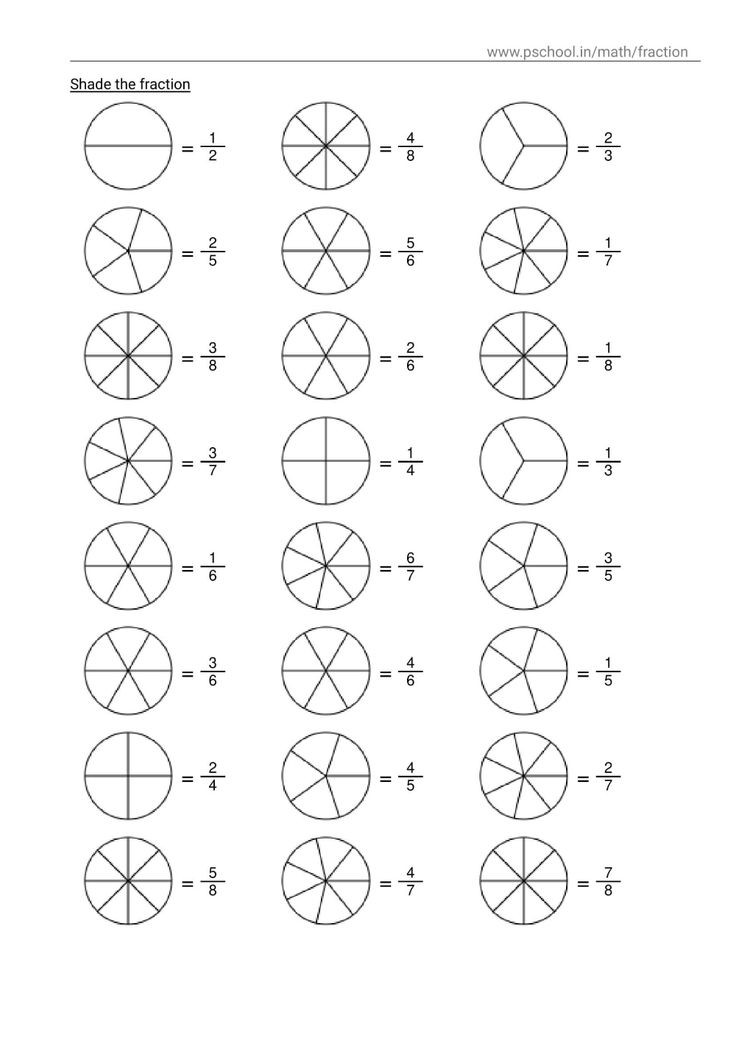 www.pschool.in/math/fraction
Shade the fraction
= 1/2 = 4/8 = 2/3
= 2/5 = 5/6 = 1/7
= 3/8 = 2/6 = 1/8
= 3/7 = 1/4 = 1/3
= 1/6 = 6/7 = 3/5
= 3/6 = 4/6 = 1/5
= 2/4 = 4/5 = 2/7
= 5/8 = 4/7 = 7/8